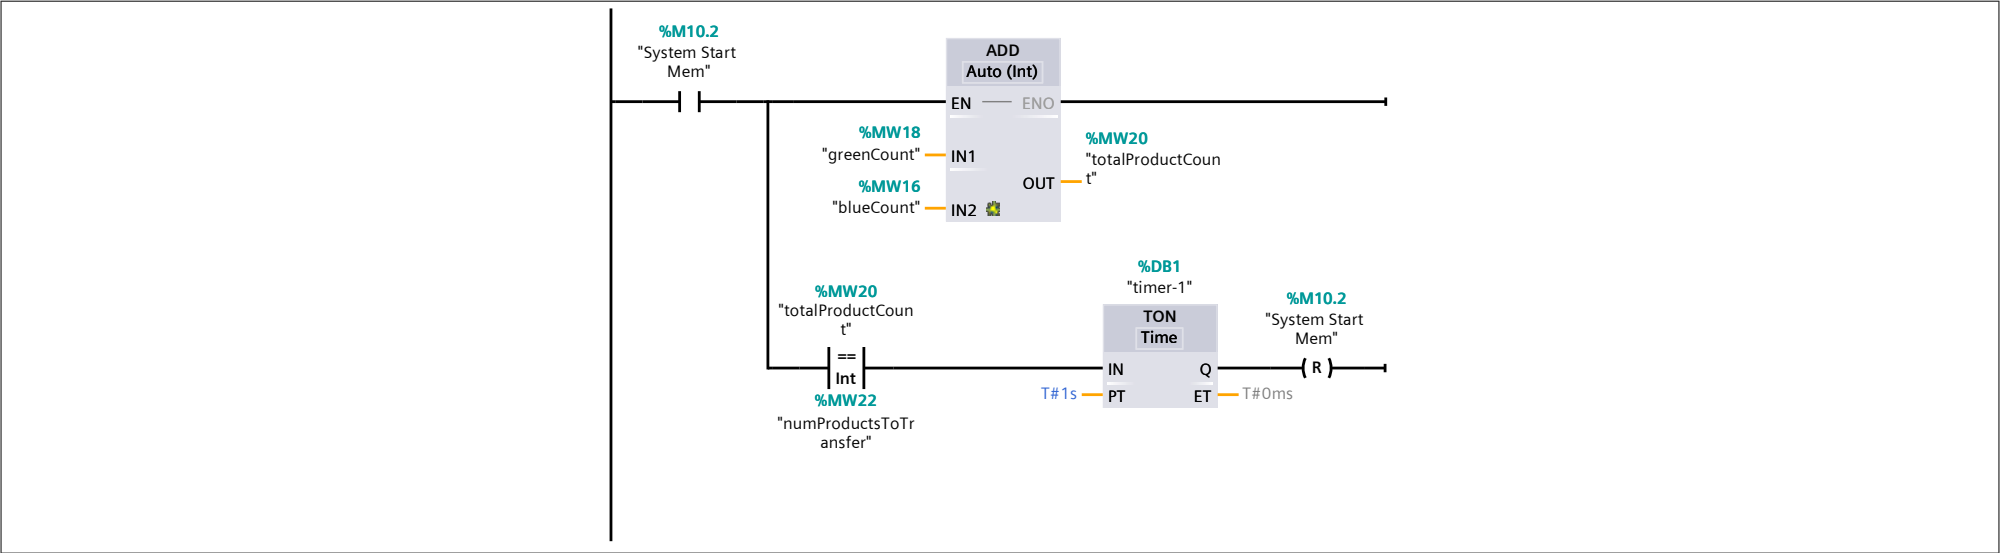 %M10.2
"System Start
Mem"
ADD
Auto (Int)
EN
ENO
%MW18
"greenCount"
IN1
%MW16
"blueCount"
IN2
OUT
%MW20
"totalProductCoun
t"
%MW20
"totalProductCoun
t"
==
Int
%MW22
"numProductsToTr
ansfer"
%DB1
"timer-1"
TON
Time
IN
Q
T#1s
PT
ET
T#0ms
%M10.2
"System Start
Mem"
R